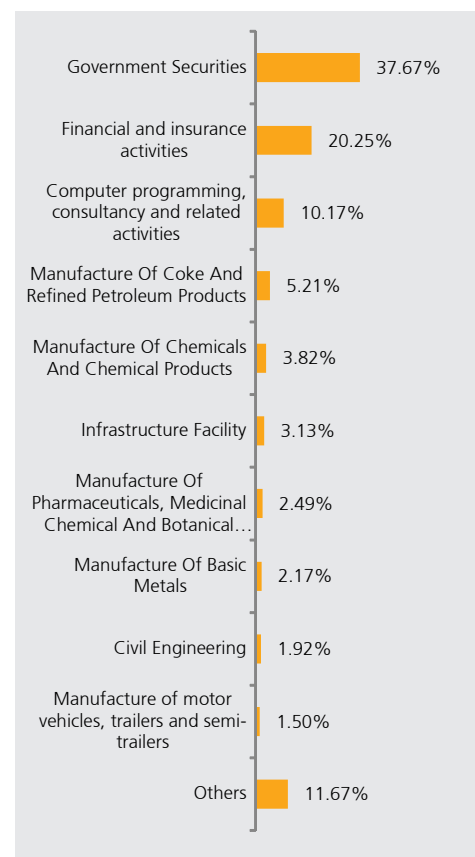 Government Securities
37.67%
Financial and insurance
activities
20.25%
Computer programming,
consultancy and related
activities
10.17%
Manufacture Of Coke And
Refined Petroleum Products
5.21%
Manufacture Of Chemicals
And Chemical Products
3.82%
Infrastructure Facility
3.13%
Manufacture Of
Pharmaceuticals, Medicinal
Chemical And Botanical…
2.49%
Manufacture Of Basic
Metals
2.17%
Civil Engineering
1.92%
Manufacture of motor
vehicles, trailers and semi-
trailers
1.50%
Others
11.67%